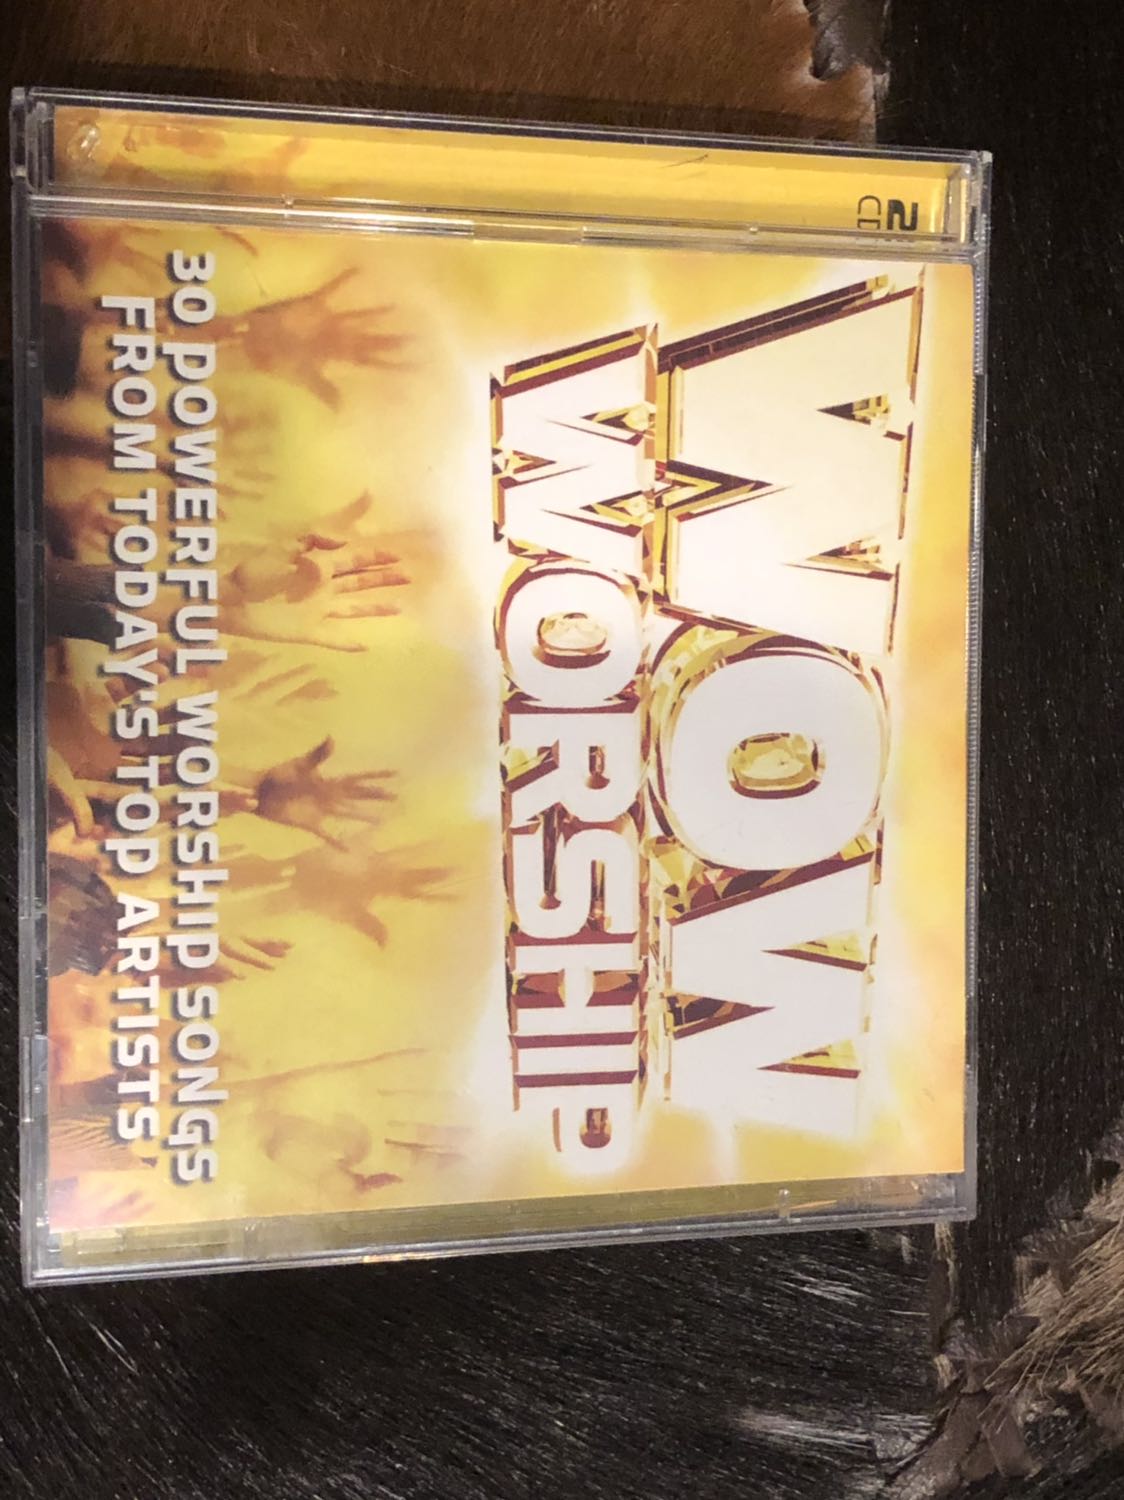 2
CD
WOW
WORSHIP
30 POWERFUL WORSHIP SONGS
FROM TODAY'S TOP ARTISTS